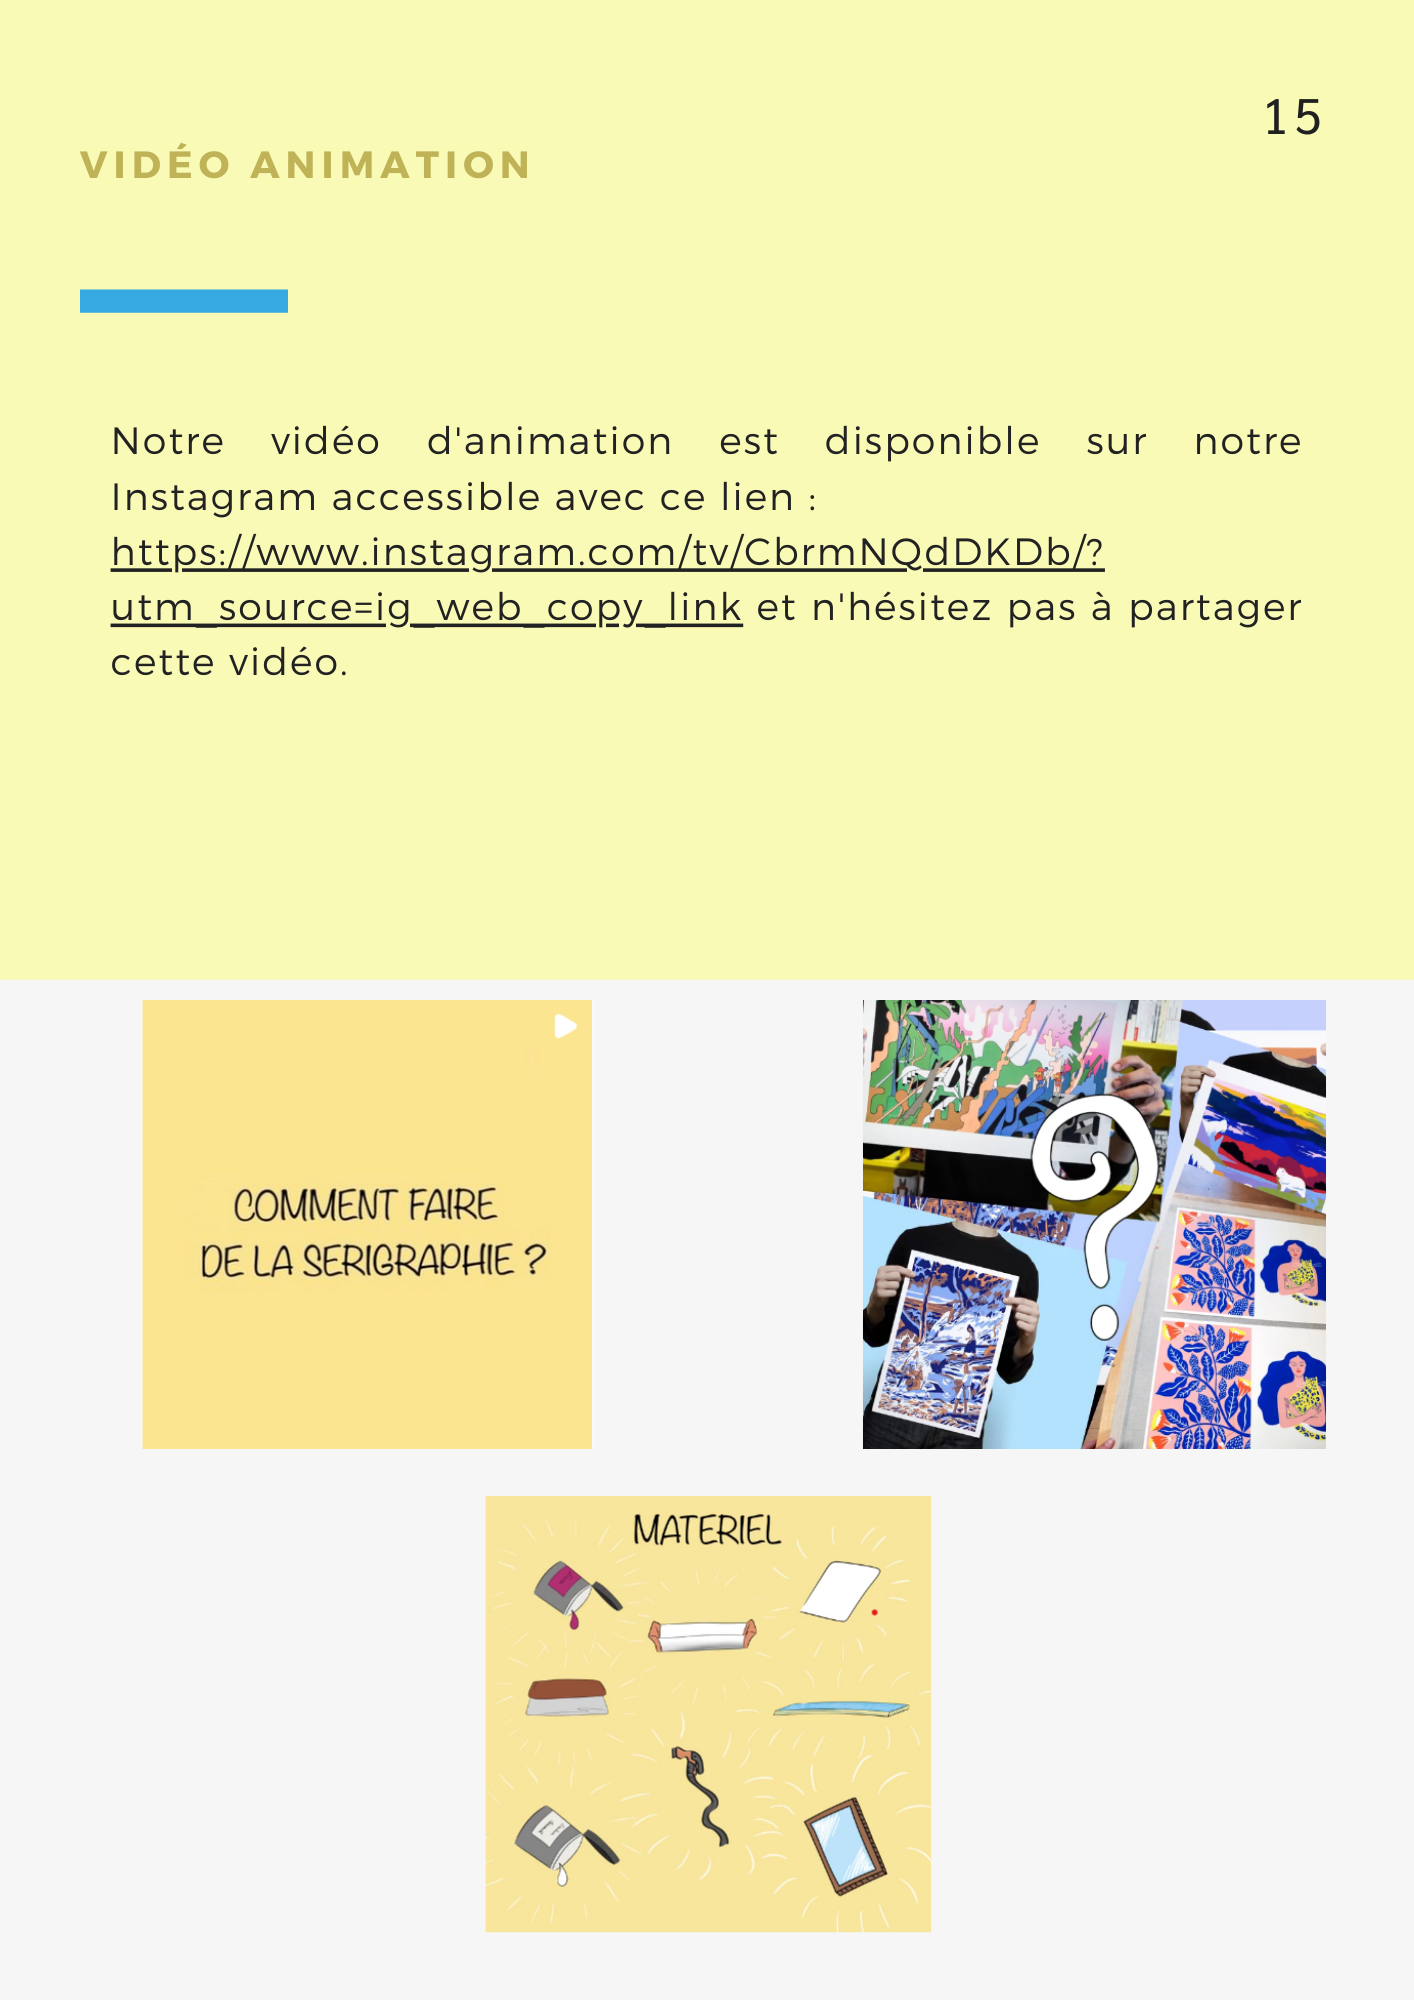 15
VIDÉO ANIMATION
Notre vidéo d'animation est disponible sur notre
Instagram accessible avec ce lien :
https://www.instagram.com/tv/CbrmNQdDKDb/?
utm_source=ig_web_copy_link et n'hésitez pas à partager
cette vidéo.
COMMENT FAIRE
DE LA SERIGRAPHIE ?
?
MATERIEL